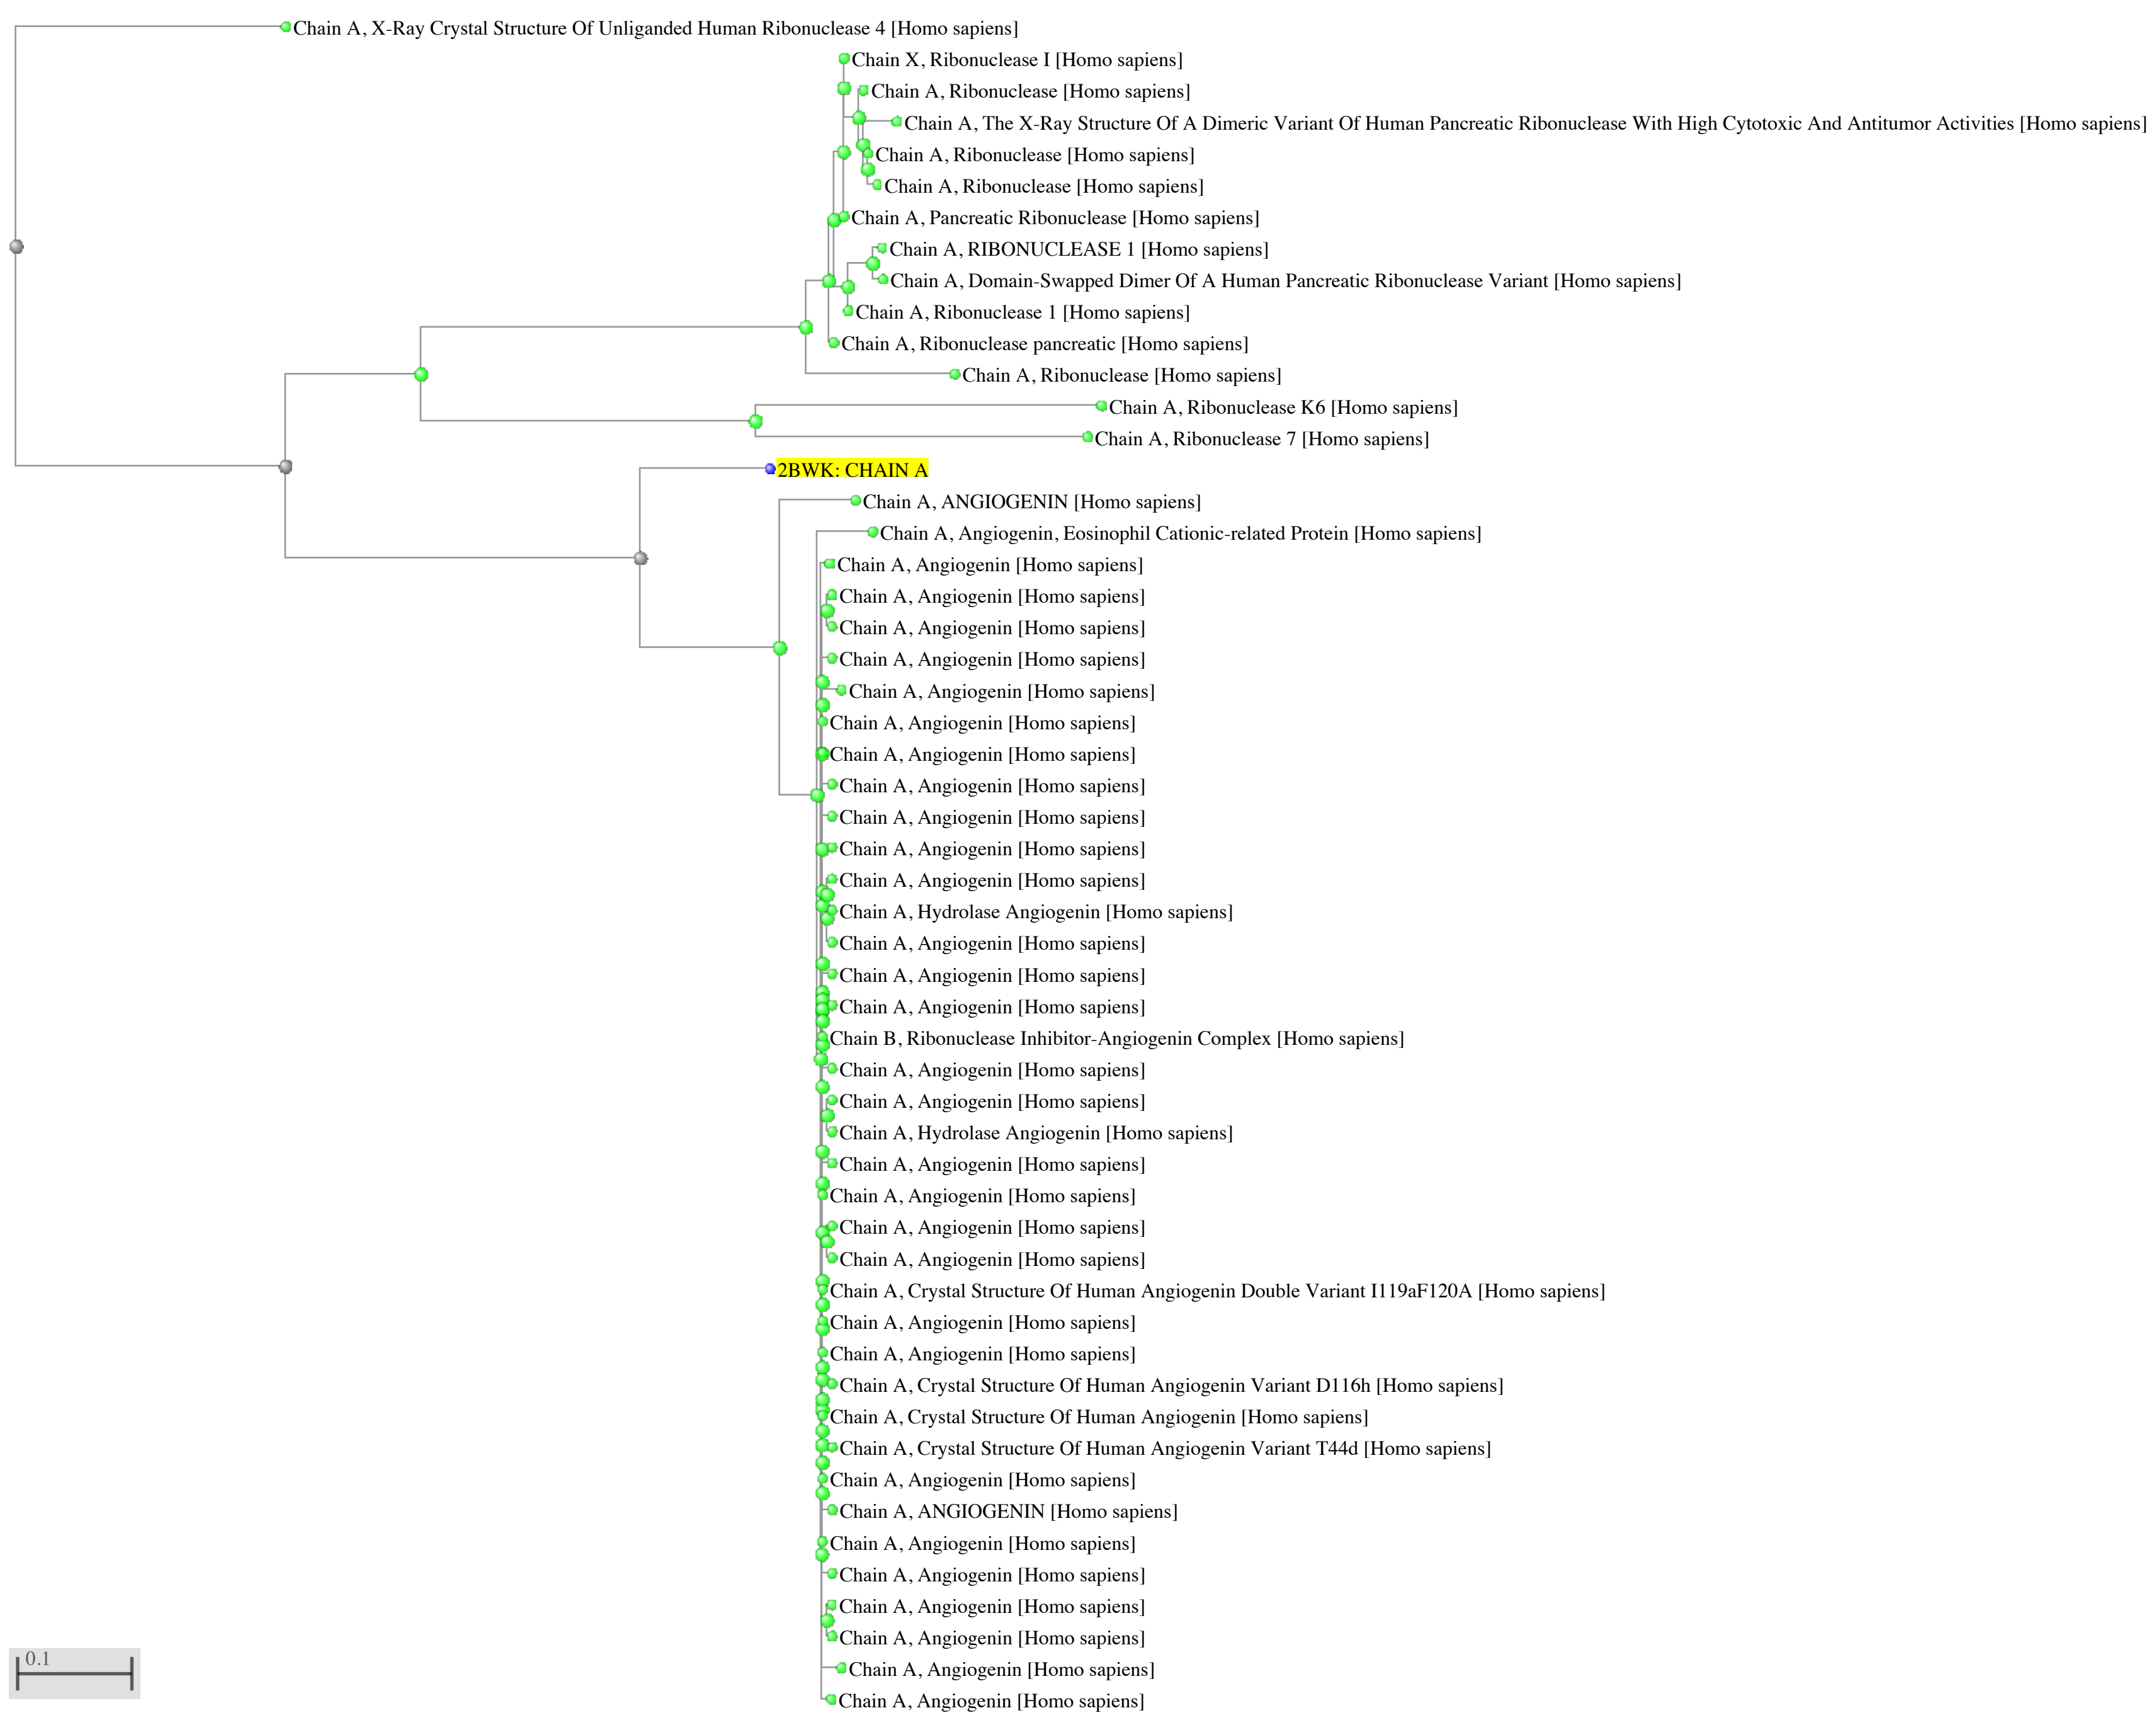 Chain A, X-Ray Crystal Structure Of Unliganded Human Ribonuclease 4 [Homo sapiens]
Chain X, Ribonuclease I [Homo sapiens]
Chain A, Ribonuclease [Homo sapiens]
Chain A, The X-Ray Structure Of A Dimeric Variant Of Human Pancreatic Ribonuclease With High Cytotoxic And Antitumor Activities [Homo sapiens]
Chain A, Ribonuclease [Homo sapiens]
Chain A, Ribonuclease [Homo sapiens]
Chain A, Pancreatic Ribonuclease [Homo sapiens]
Chain A, RIBONUCLEASE 1 [Homo sapiens]
Chain A, Domain-Swapped Dimer Of A Human Pancreatic Ribonuclease Variant [Homo sapiens]
Chain A, Ribonuclease 1 [Homo sapiens]
Chain A, Ribonuclease pancreatic [Homo sapiens]
Chain A, Ribonuclease [Homo sapiens]
Chain A, Ribonuclease K6 [Homo sapiens]
Chain A, Ribonuclease 7 [Homo sapiens]
2BWK: CHAIN A
Chain A, ANGIOGENIN [Homo sapiens]
Chain A, Angiogenin, Eosinophil Cationic-related Protein [Homo sapiens]
Chain A, Angiogenin [Homo sapiens]
Chain A, Angiogenin [Homo sapiens]
Chain A, Angiogenin [Homo sapiens]
Chain A, Angiogenin [Homo sapiens]
Chain A, Angiogenin [Homo sapiens]
Chain A, Angiogenin [Homo sapiens]
Chain A, Angiogenin [Homo sapiens]
Chain A, Angiogenin [Homo sapiens]
Chain A, Angiogenin [Homo sapiens]
Chain A, Angiogenin [Homo sapiens]
Chain A, Angiogenin [Homo sapiens]
Chain A, Hydrolase Angiogenin [Homo sapiens]
Chain A, Angiogenin [Homo sapiens]
Chain A, Angiogenin [Homo sapiens]
Chain A, Angiogenin [Homo sapiens]
Chain B, Ribonuclease Inhibitor-Angiogenin Complex [Homo sapiens]
Chain A, Angiogenin [Homo sapiens]
Chain A, Angiogenin [Homo sapiens]
Chain A, Hydrolase Angiogenin [Homo sapiens]
Chain A, Angiogenin [Homo sapiens]
Chain A, Angiogenin [Homo sapiens]
Chain A, Angiogenin [Homo sapiens]
Chain A, Angiogenin [Homo sapiens]
Chain A, Crystal Structure Of Human Angiogenin Double Variant I119aF120A [Homo sapiens]
Chain A, Angiogenin [Homo sapiens]
Chain A, Angiogenin [Homo sapiens]
Chain A, Crystal Structure Of Human Angiogenin Variant D116h [Homo sapiens]
Chain A, Crystal Structure Of Human Angiogenin [Homo sapiens]
Chain A, Crystal Structure Of Human Angiogenin Variant T44d [Homo sapiens]
Chain A, Angiogenin [Homo sapiens]
Chain A, ANGIOGENIN [Homo sapiens]
Chain A, Angiogenin [Homo sapiens]
Chain A, Angiogenin [Homo sapiens]
Chain A, Angiogenin [Homo sapiens]
Chain A, Angiogenin [Homo sapiens]
Chain A, Angiogenin [Homo sapiens]
Chain A, Angiogenin [Homo sapiens]
0.1